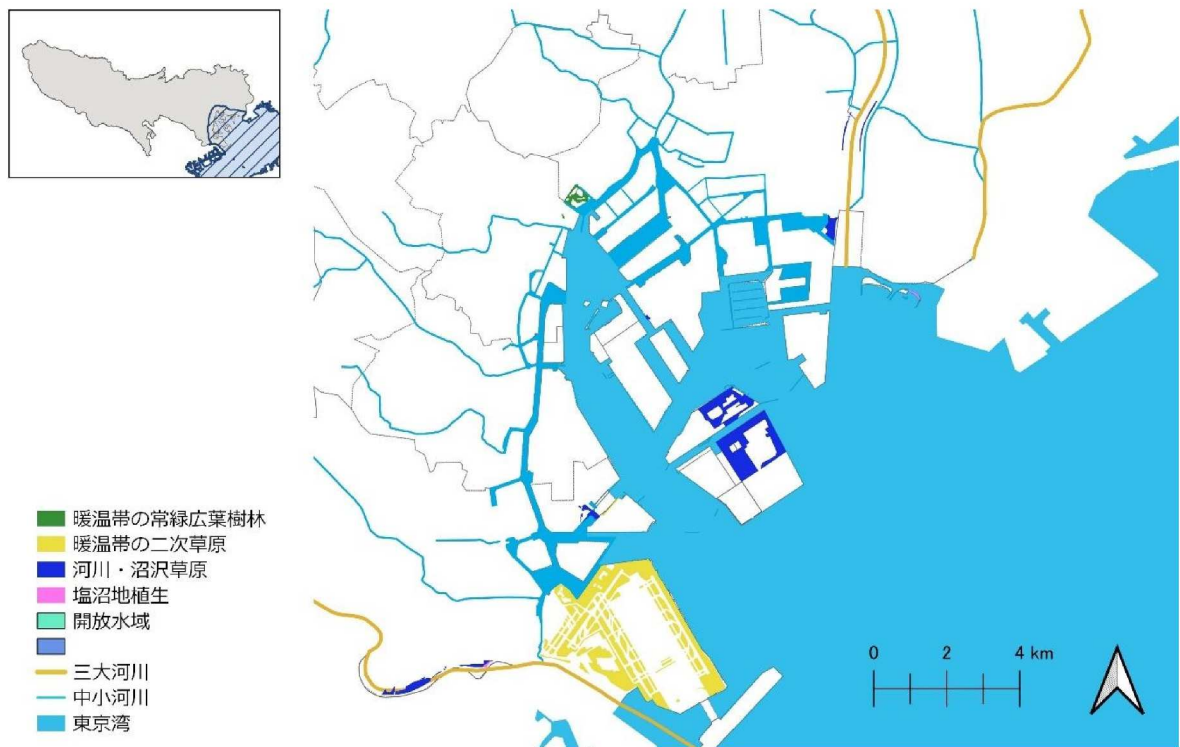 暖温帯の常緑広葉樹林
暖温帯の二次草原
河川・沼沢草原
塩沼地植生
開放水域
三大河川
中小河川
東京湾
0 2 4 km